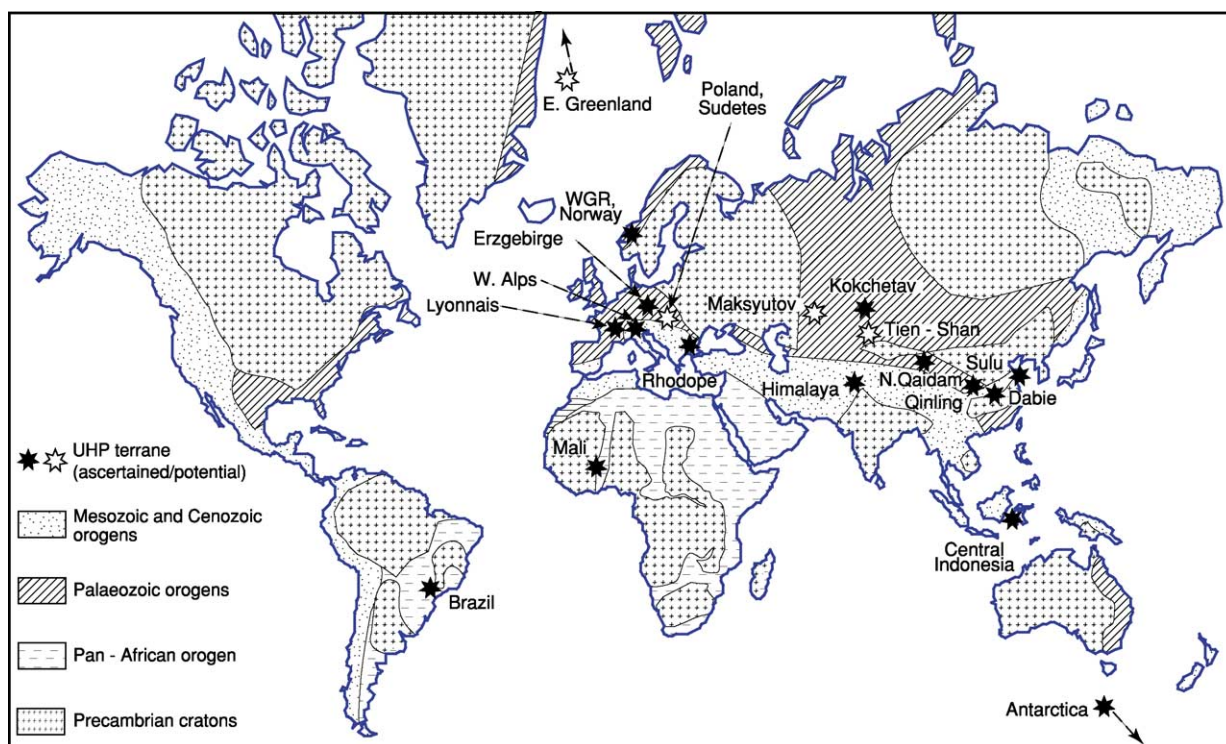 E. Greenland
Poland,
Sudetes
WGR,
Norway
Erzgebirge
W. Alps
Lyonnais
Maksyutov
Kokchetav
Tien - Shan
Rhodope
Himalaya
N.Qaidam
Qinling
Sulu
Dabie
Mali
UHP terrane
(ascertained/potential)
Mesozoic and Cenozoic
orogens
Palaeozoic orogens
Pan - African orogen
Precambrian cratons
Brazil
Central
Indonesia
Antarctica